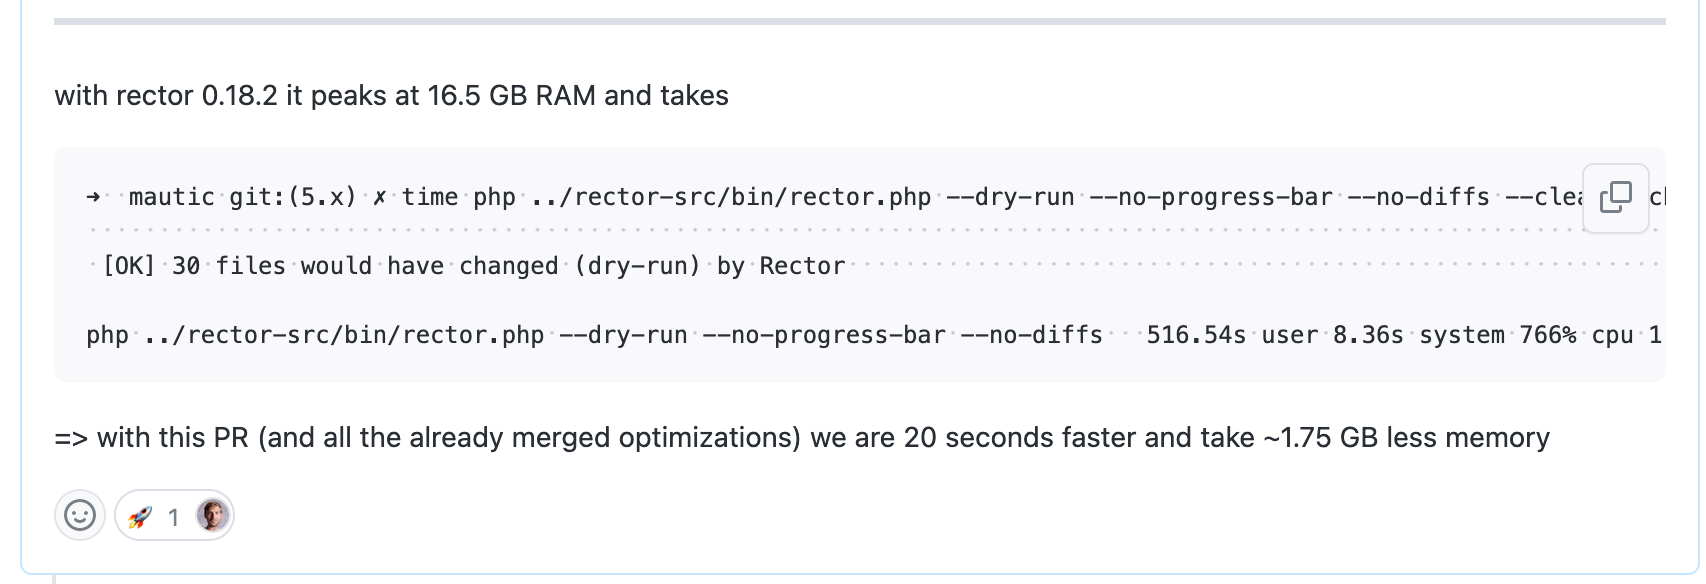 with rector 0.18.2 it peaks at 16.5 GB RAM and takes
➜  mautic git:(5.x) ✗ time php ../rector-src/bin/rector.php --dry-run --no-progress-bar --no-diffs
[OK] 30 files would have changed (dry-run) by Rector
php ../rector-src/bin/rector.php --dry-run --no-progress-bar --no-diffs   516.54s user 8.36s system 766% cpu 1
=> with this PR (and all the already merged optimizations) we are 20 seconds faster and take ~1.75 GB less memory
🚀 1